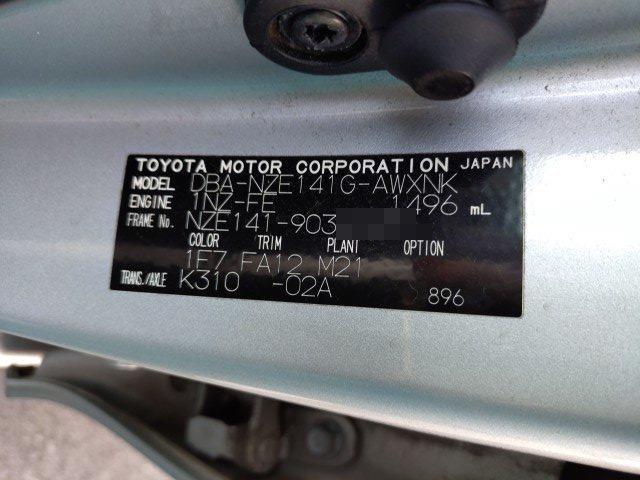 TOYOTA MOTOR CORPORATION JAPAN
MODEL DBA-NZE141G-AWXNK
ENGINE 1NZ-FE 1496 mL
FRAME No. NZE141-903
COLOR TRIM PLANT OPTION
1F7 FA12 M21
TRANS./AXLE K310 -02A 896